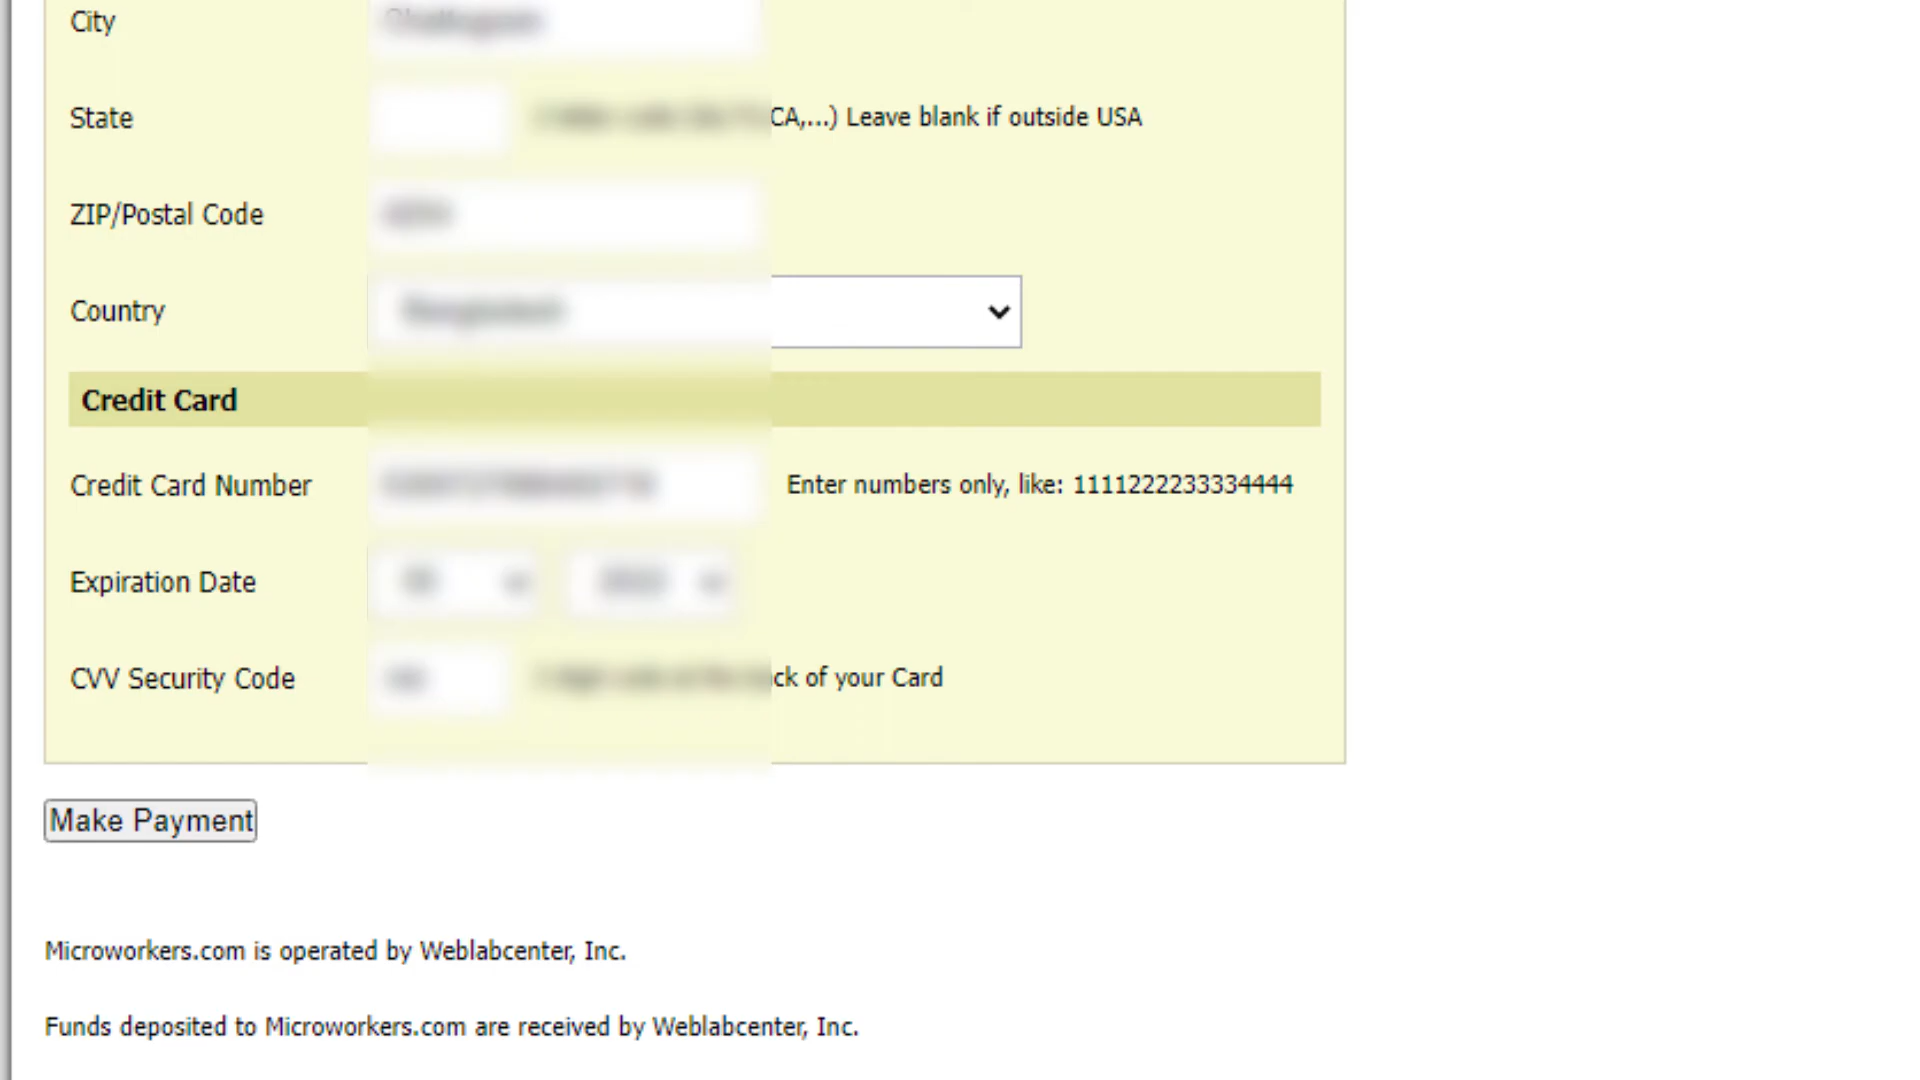 City
State CA,...) Leave blank if outside USA
ZIP/Postal Code
Country
Credit Card
Credit Card Number Enter numbers only, like: 1111222233334444
Expiration Date
CVV Security Code of your Card
Make Payment
Microworkers.com is operated by Weblabcenter, Inc.
Funds deposited to Microworkers.com are received by Weblabcenter, Inc.